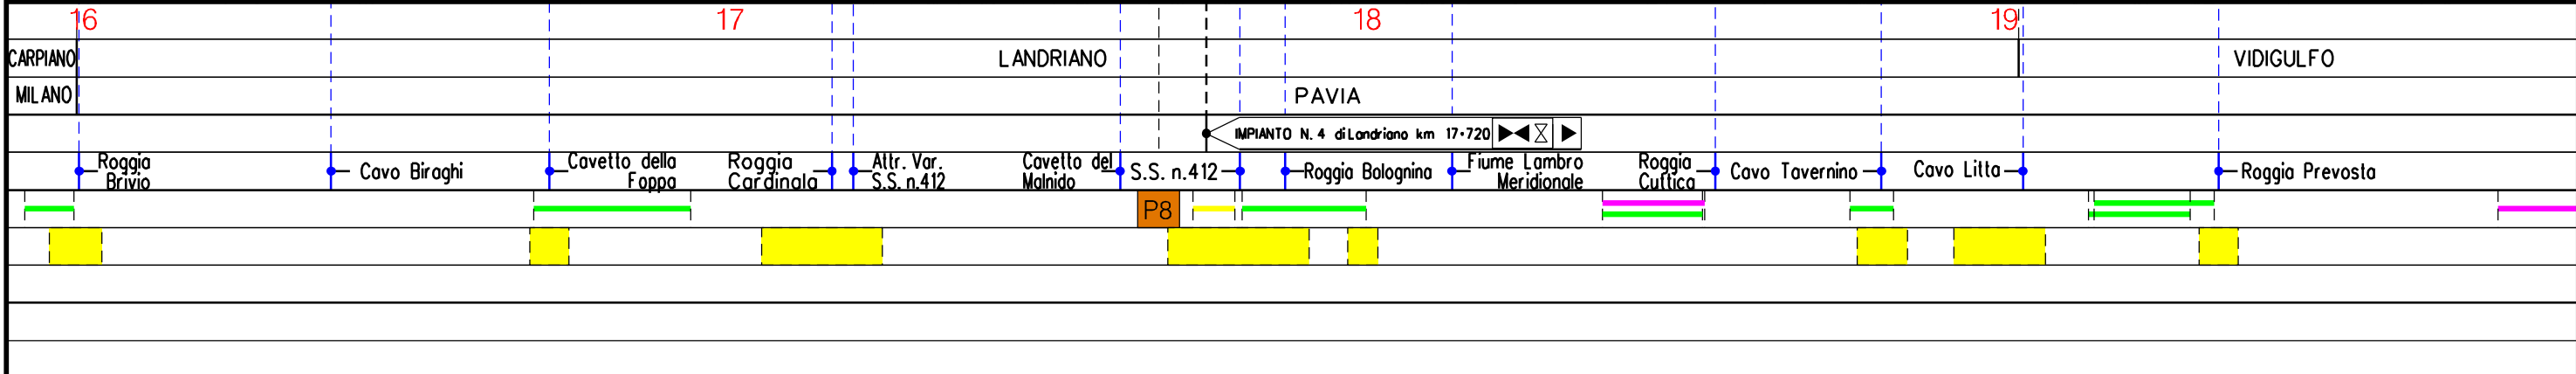 16 17 18 19
CARPIANO LANDRIANO VIDIGULFO
MILANO PAVIA
IMPIANTO N. 4 di Landriano km 17+720
Roggia
Brivio
Cavo Biraghi
Cavetto della
Foppa
Roggia
Cardinala
Attr. Var.
S.S. n.412
Cavetto del
Malnido
S.S. n.412
Roggia Bolognina
Fiume Lambro
Meridionale
Roggia
Cuttica
Cavo Tavernino
Cavo Litta
Roggia Prevosta
P8